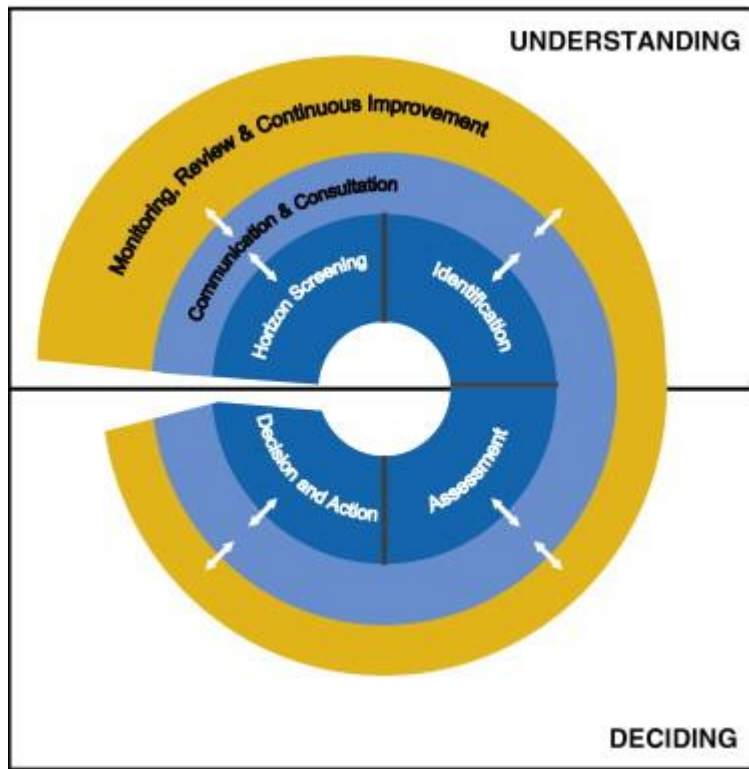 UNDERSTANDING
Monitoring, Review & Continuous Improvement
Communication & Consultation
Horizon Screening
Identification
Assessment
Decision and Action
DECIDING